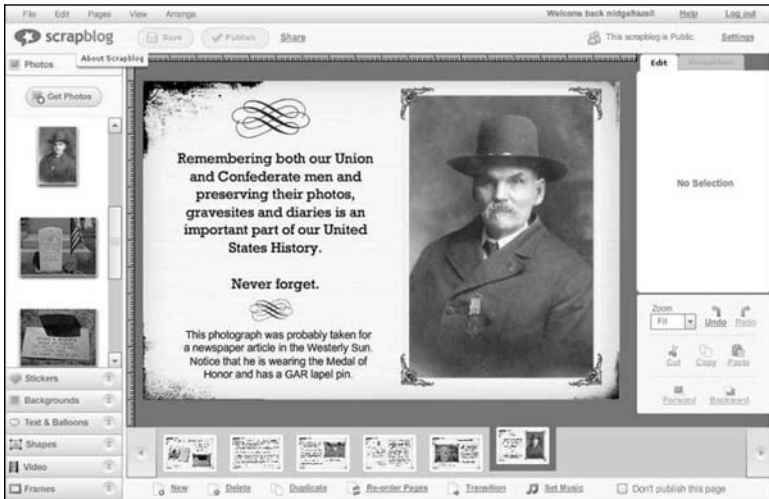 File Edit Pages View Arrange Welcome back midgefrazel! Help Log out
scrapblog Save Publish Share This scrapblog is Public Settings
Photos About Scrapblog Edit Properties
Get Photos
No Selection
Remembering both our Union
and Confederate men and
preserving their photos,
gravesites and diaries is an
important part of our United
States History.
Never forget.
This photograph was probably taken for
a newspaper article in the Westerly Sun.
Notice that he is wearing the Medal of
Honor and has a GAR lapel pin.
Zoom
Fit Undo Redo
Cut Copy Paste
Forward Backward
Stickers
Backgrounds
Text & Balloons
Shapes
Video
Frames
New Delete Duplicate Re-order Pages Transition Set Music Don't publish this page